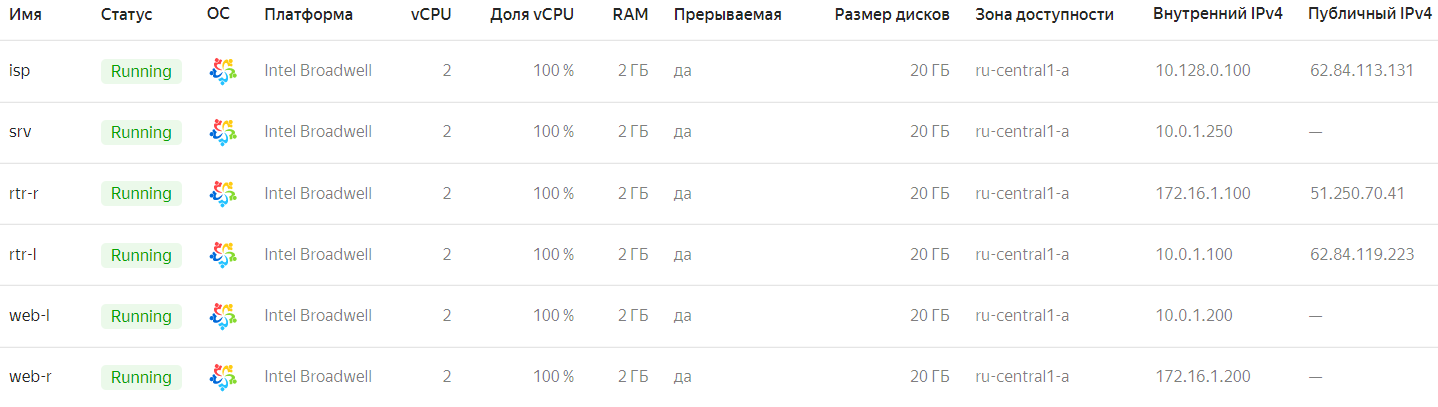 Имя Статус ОС Платформа vCPU Доля vCPU RAM Прерываемая Размер дисков Зона доступности Внутренний IPv4 Публичный IPv4
isp Running Intel Broadwell 2 100 % 2 ГБ да 20 ГБ ru-central1-a 10.128.0.100 62.84.113.131
srv Running Intel Broadwell 2 100 % 2 ГБ да 20 ГБ ru-central1-a 10.0.1.250 —
rtr-r Running Intel Broadwell 2 100 % 2 ГБ да 20 ГБ ru-central1-a 172.16.1.100 51.250.70.41
rtr-l Running Intel Broadwell 2 100 % 2 ГБ да 20 ГБ ru-central1-a 10.0.1.100 62.84.119.223
web-l Running Intel Broadwell 2 100 % 2 ГБ да 20 ГБ ru-central1-a 10.0.1.200 —
web-r Running Intel Broadwell 2 100 % 2 ГБ да 20 ГБ ru-central1-a 172.16.1.200 —